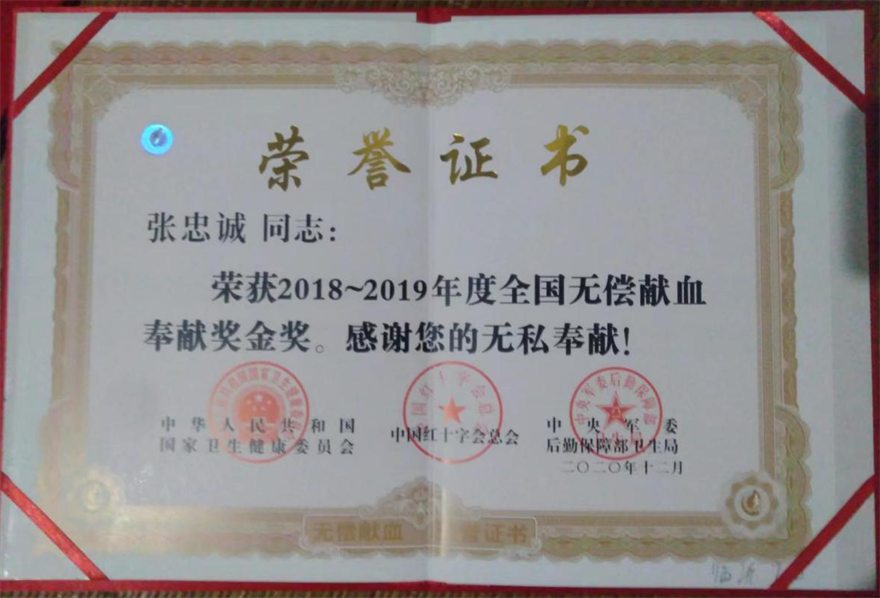 荣誉证书
张忠诚 同志：
荣获2018~2019年度全国无偿献血
奉献奖金奖。感谢您的无私奉献！
中华人民共和国
国家卫生健康委员会
中国红十字会总会
中央军委
后勤保障部卫生局
二〇二〇年十二月
无偿献血 誉证书